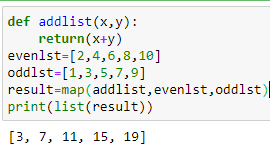 def addlist(x,y):
    return(x+y)
evenlst=[2,4,6,8,10]
oddlst=[1,3,5,7,9]
result=map(addlist,evenlst,oddlst)
print(list(result))
[3, 7, 11, 15, 19]